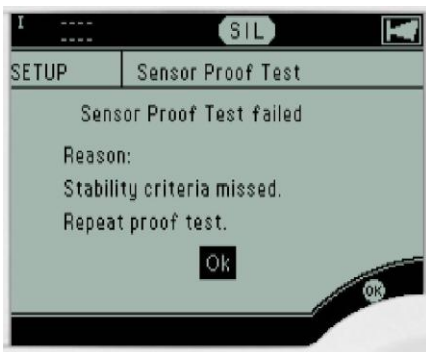 I ---- SIL
----
SETUP Sensor Proof Test
Sensor Proof Test failed
Reason:
Stability criteria missed.
Repeat proof test.
Ok
OK